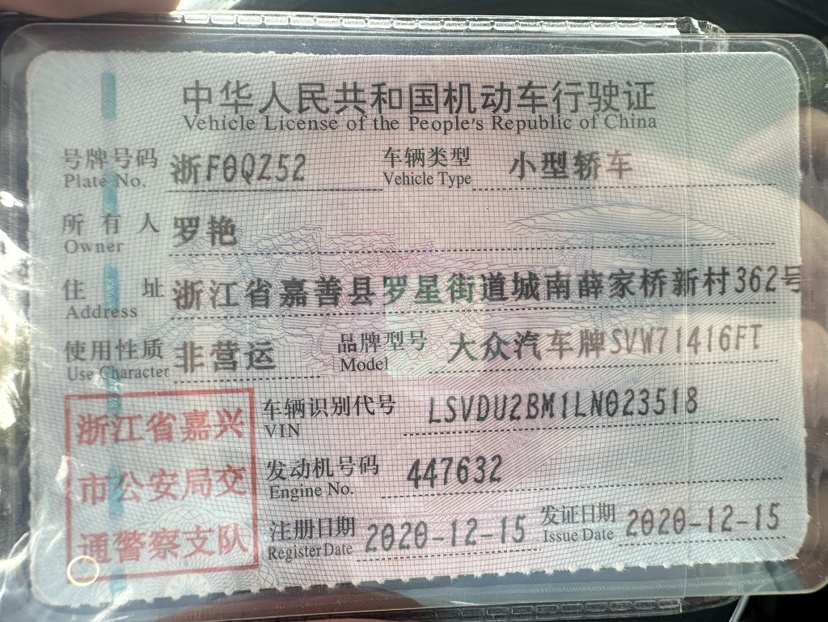 中华人民共和国机动车行驶证
Vehicle License of the People's Republic of China
号牌号码 浙F0QZ52 车辆类型 小型轿车
Plate No. Vehicle Type
所有人 罗艳
Owner
住址 浙江省嘉善县罗星街道城南薛家桥新村362号
Address
使用性质 非营运 品牌型号 大众汽车牌SVW71416FT
Use Character Model
浙江省嘉兴
市公安局交
通警察支队
车辆识别代号 LSVDU2BM1LN023518
VIN
发动机号码 447632
Engine No.
注册日期 2020-12-15 发证日期 2020-12-15
Register Date Issue Date